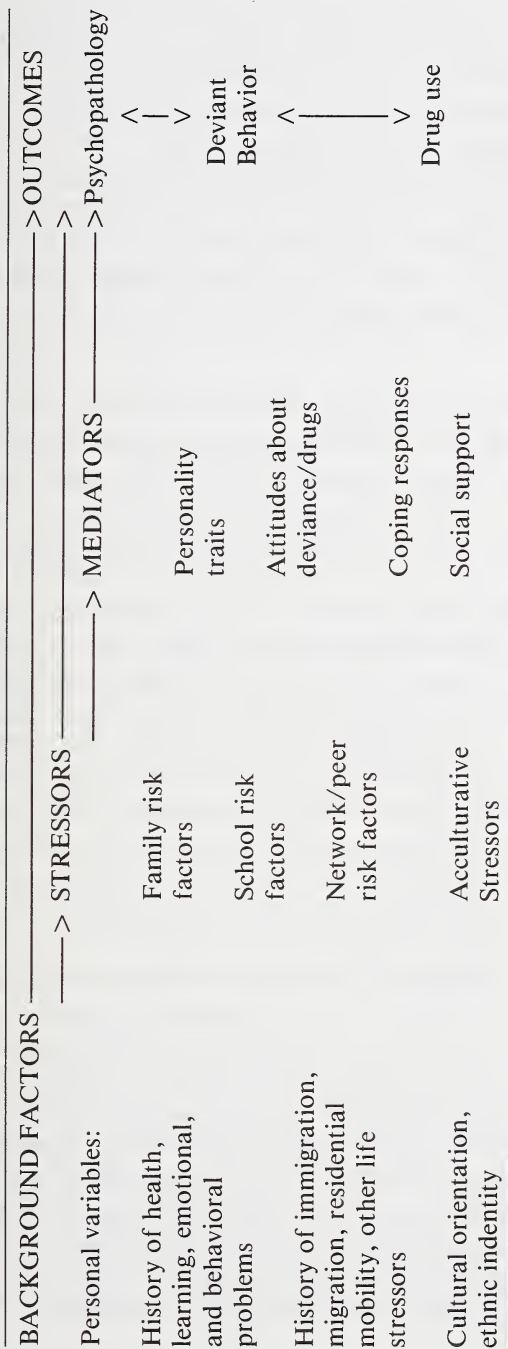 BACKGROUND FACTORS ————————————————> OUTCOMES
——> STRESSORS ————————————————>
——> MEDIATORS ——> Psychopathology
Personal variables:
History of health,
learning, emotional,
and behavioral
problems
History of immigration,
migration, residential
mobility, other life
stressors
Cultural orientation,
ethnic indentity
Family risk
factors
School risk
factors
Network/peer
risk factors
Acculturative
Stressors
Personality
traits
Attitudes about
deviance/drugs
Coping responses
Social support
<—>
Deviant
Behavior
<———>
Drug use